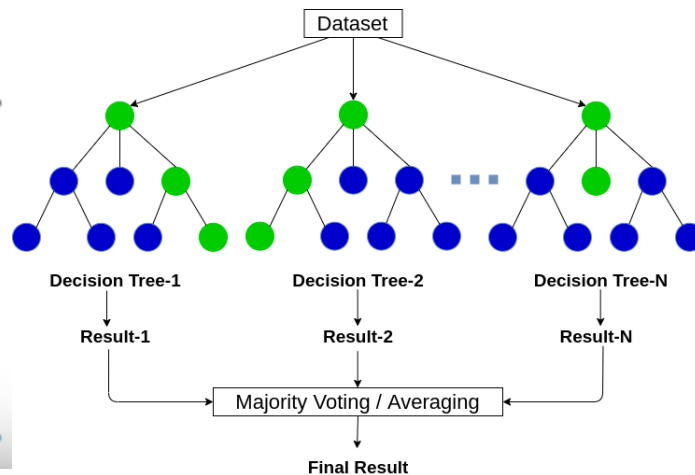 Dataset
Decision Tree-1
Decision Tree-2
Decision Tree-N
Result-1
Result-2
Result-N
Majority Voting / Averaging
Final Result